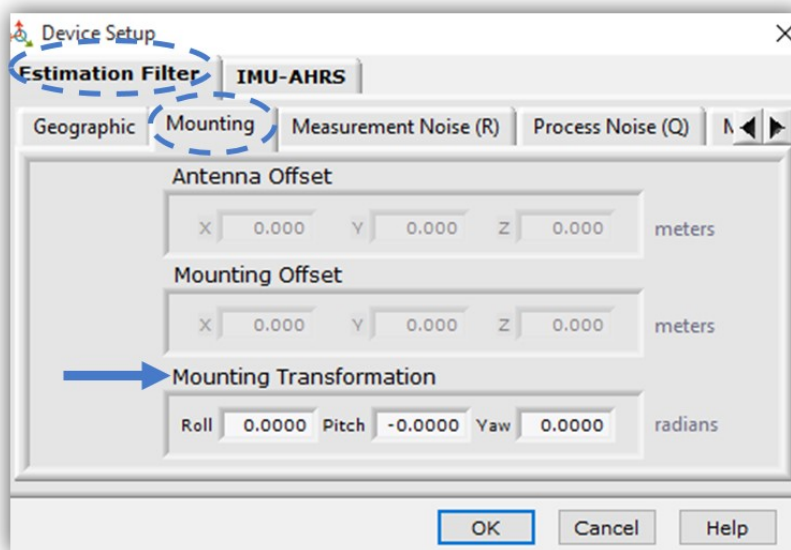 Device Setup
Estimation Filter IMU-AHRS
Geographic Mounting Measurement Noise (R) Process Noise (Q)
Antenna Offset
X 0.000 Y 0.000 Z 0.000 meters
Mounting Offset
X 0.000 Y 0.000 Z 0.000 meters
Mounting Transformation
Roll 0.0000 Pitch -0.0000 Yaw 0.0000 radians
OK Cancel Help